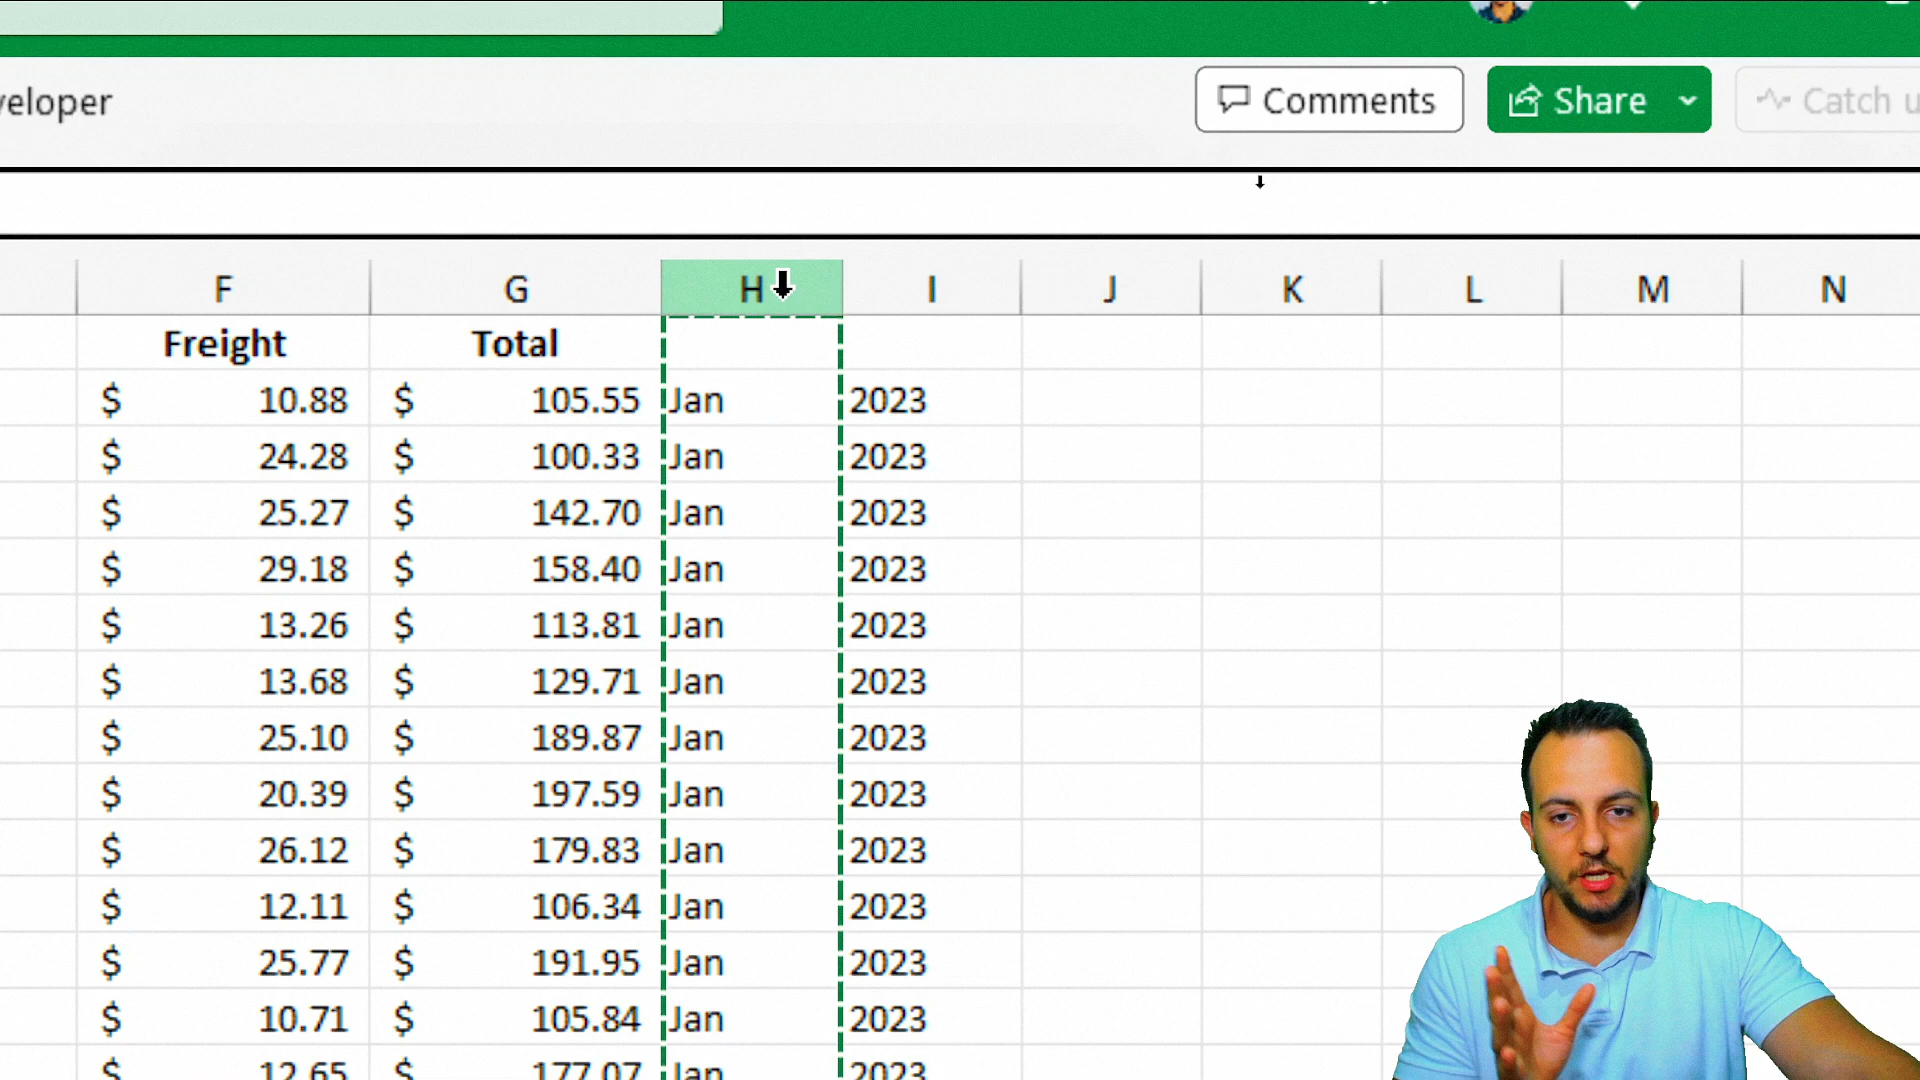 veloper
Comments Share Catch u
F G H I J K L M N
Freight Total
$ 10.88 $ 105.55 Jan 2023
$ 24.28 $ 100.33 Jan 2023
$ 25.27 $ 142.70 Jan 2023
$ 29.18 $ 158.40 Jan 2023
$ 13.26 $ 113.81 Jan 2023
$ 13.68 $ 129.71 Jan 2023
$ 25.10 $ 189.87 Jan 2023
$ 20.39 $ 197.59 Jan 2023
$ 26.12 $ 179.83 Jan 2023
$ 12.11 $ 106.34 Jan 2023
$ 25.77 $ 191.95 Jan 2023
$ 10.71 $ 105.84 Jan 2023
$ 12.65 $ 177.07 Jan 2023